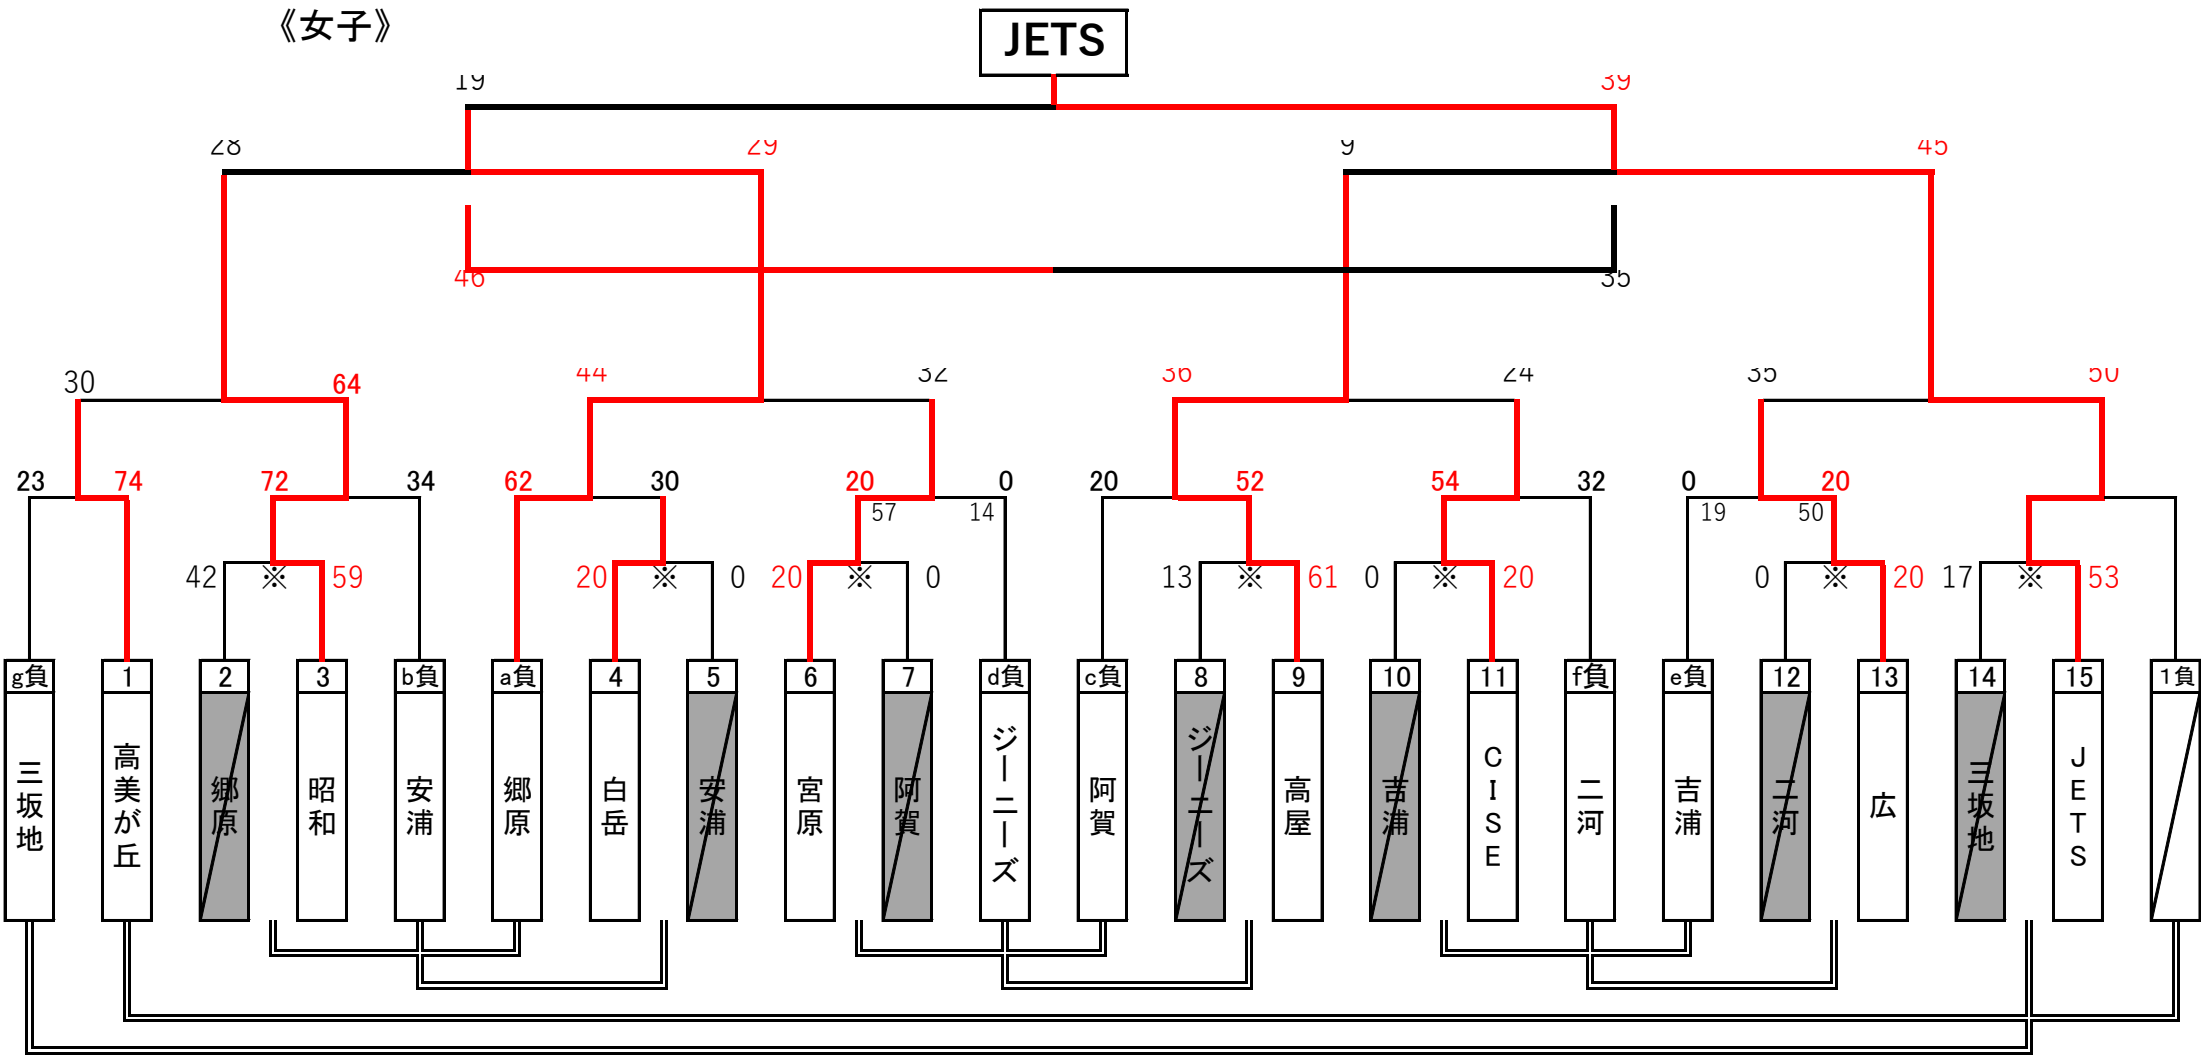 《女子》
JETS
19 39
28 29 9 45
46 35
30 64 44 32 36 24 35 50
23 74 72 34 62 30 20 0 20 52 54 32 0 20
57 14 19 50
42 ※ 59 20 ※ 0 20 ※ 0 13 ※ 61 0 ※ 20 0 ※ 20 17 ※ 53
g負 1 2 3 b負 a負 4 5 6 7 d負 c負 8 9 10 11 f負 e負 12 13 14 15 1負
三坂地
高美が丘
郷原
昭和
安浦
郷原
白岳
安浦
宮原
阿賀
ジーニーズ
阿賀
ジーニーズ
高屋
吉浦
CISE
二河
吉浦
二河
広
三坂地
JETS